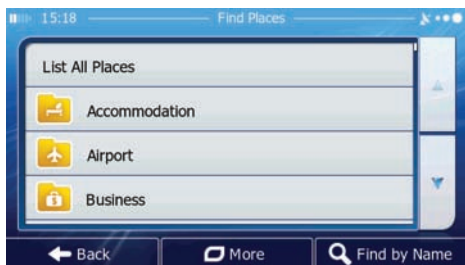 15:18 Find Places
List All Places
Accommodation
Airport
Business
Back More Find by Name